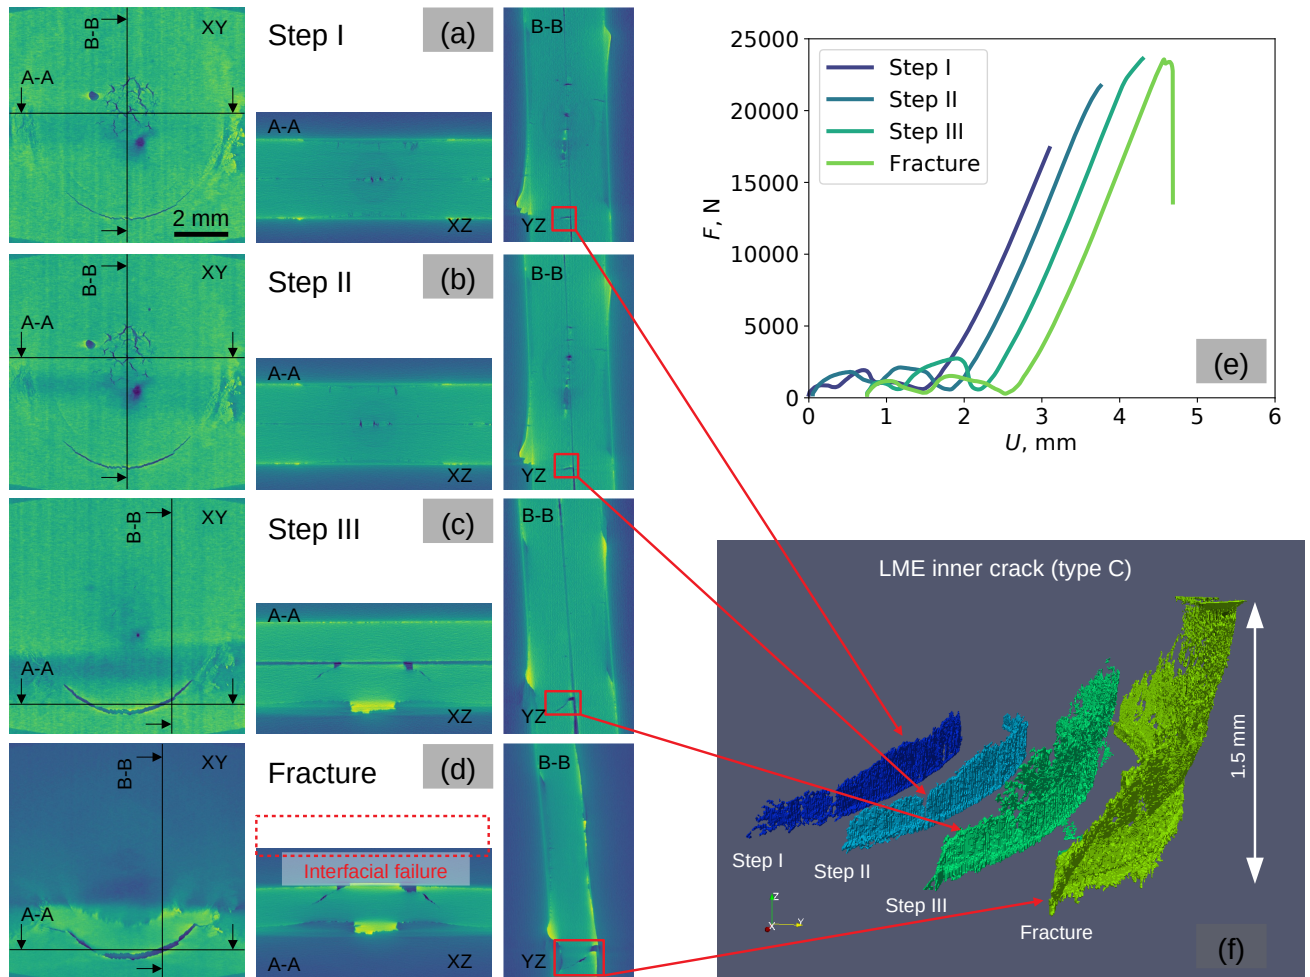 XY
B-B
A-A
2 mm
Step I
(a)
A-A
XZ
B-B
YZ
XY
B-B
A-A
Step II
(b)
A-A
XZ
B-B
YZ
XY
B-B
A-A
Step III
(c)
A-A
XZ
B-B
YZ
XY
B-B
A-A
Fracture
(d)
Interfacial failure
A-A
XZ
B-B
YZ
25000
20000
15000
10000
5000
0
F, N
Step I
Step II
Step III
Fracture
(e)
0 1 2 3 4 5 6
U, mm
LME inner crack (type C)
1.5 mm
Step I
Step II
Step III
Fracture
Z
X
Y
(f)